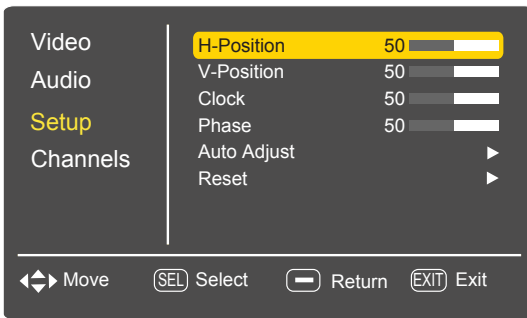 Video
Audio
Setup
Channels
H-Position 50
V-Position 50
Clock 50
Phase 50
Auto Adjust
Reset
Move SEL Select Return EXIT Exit